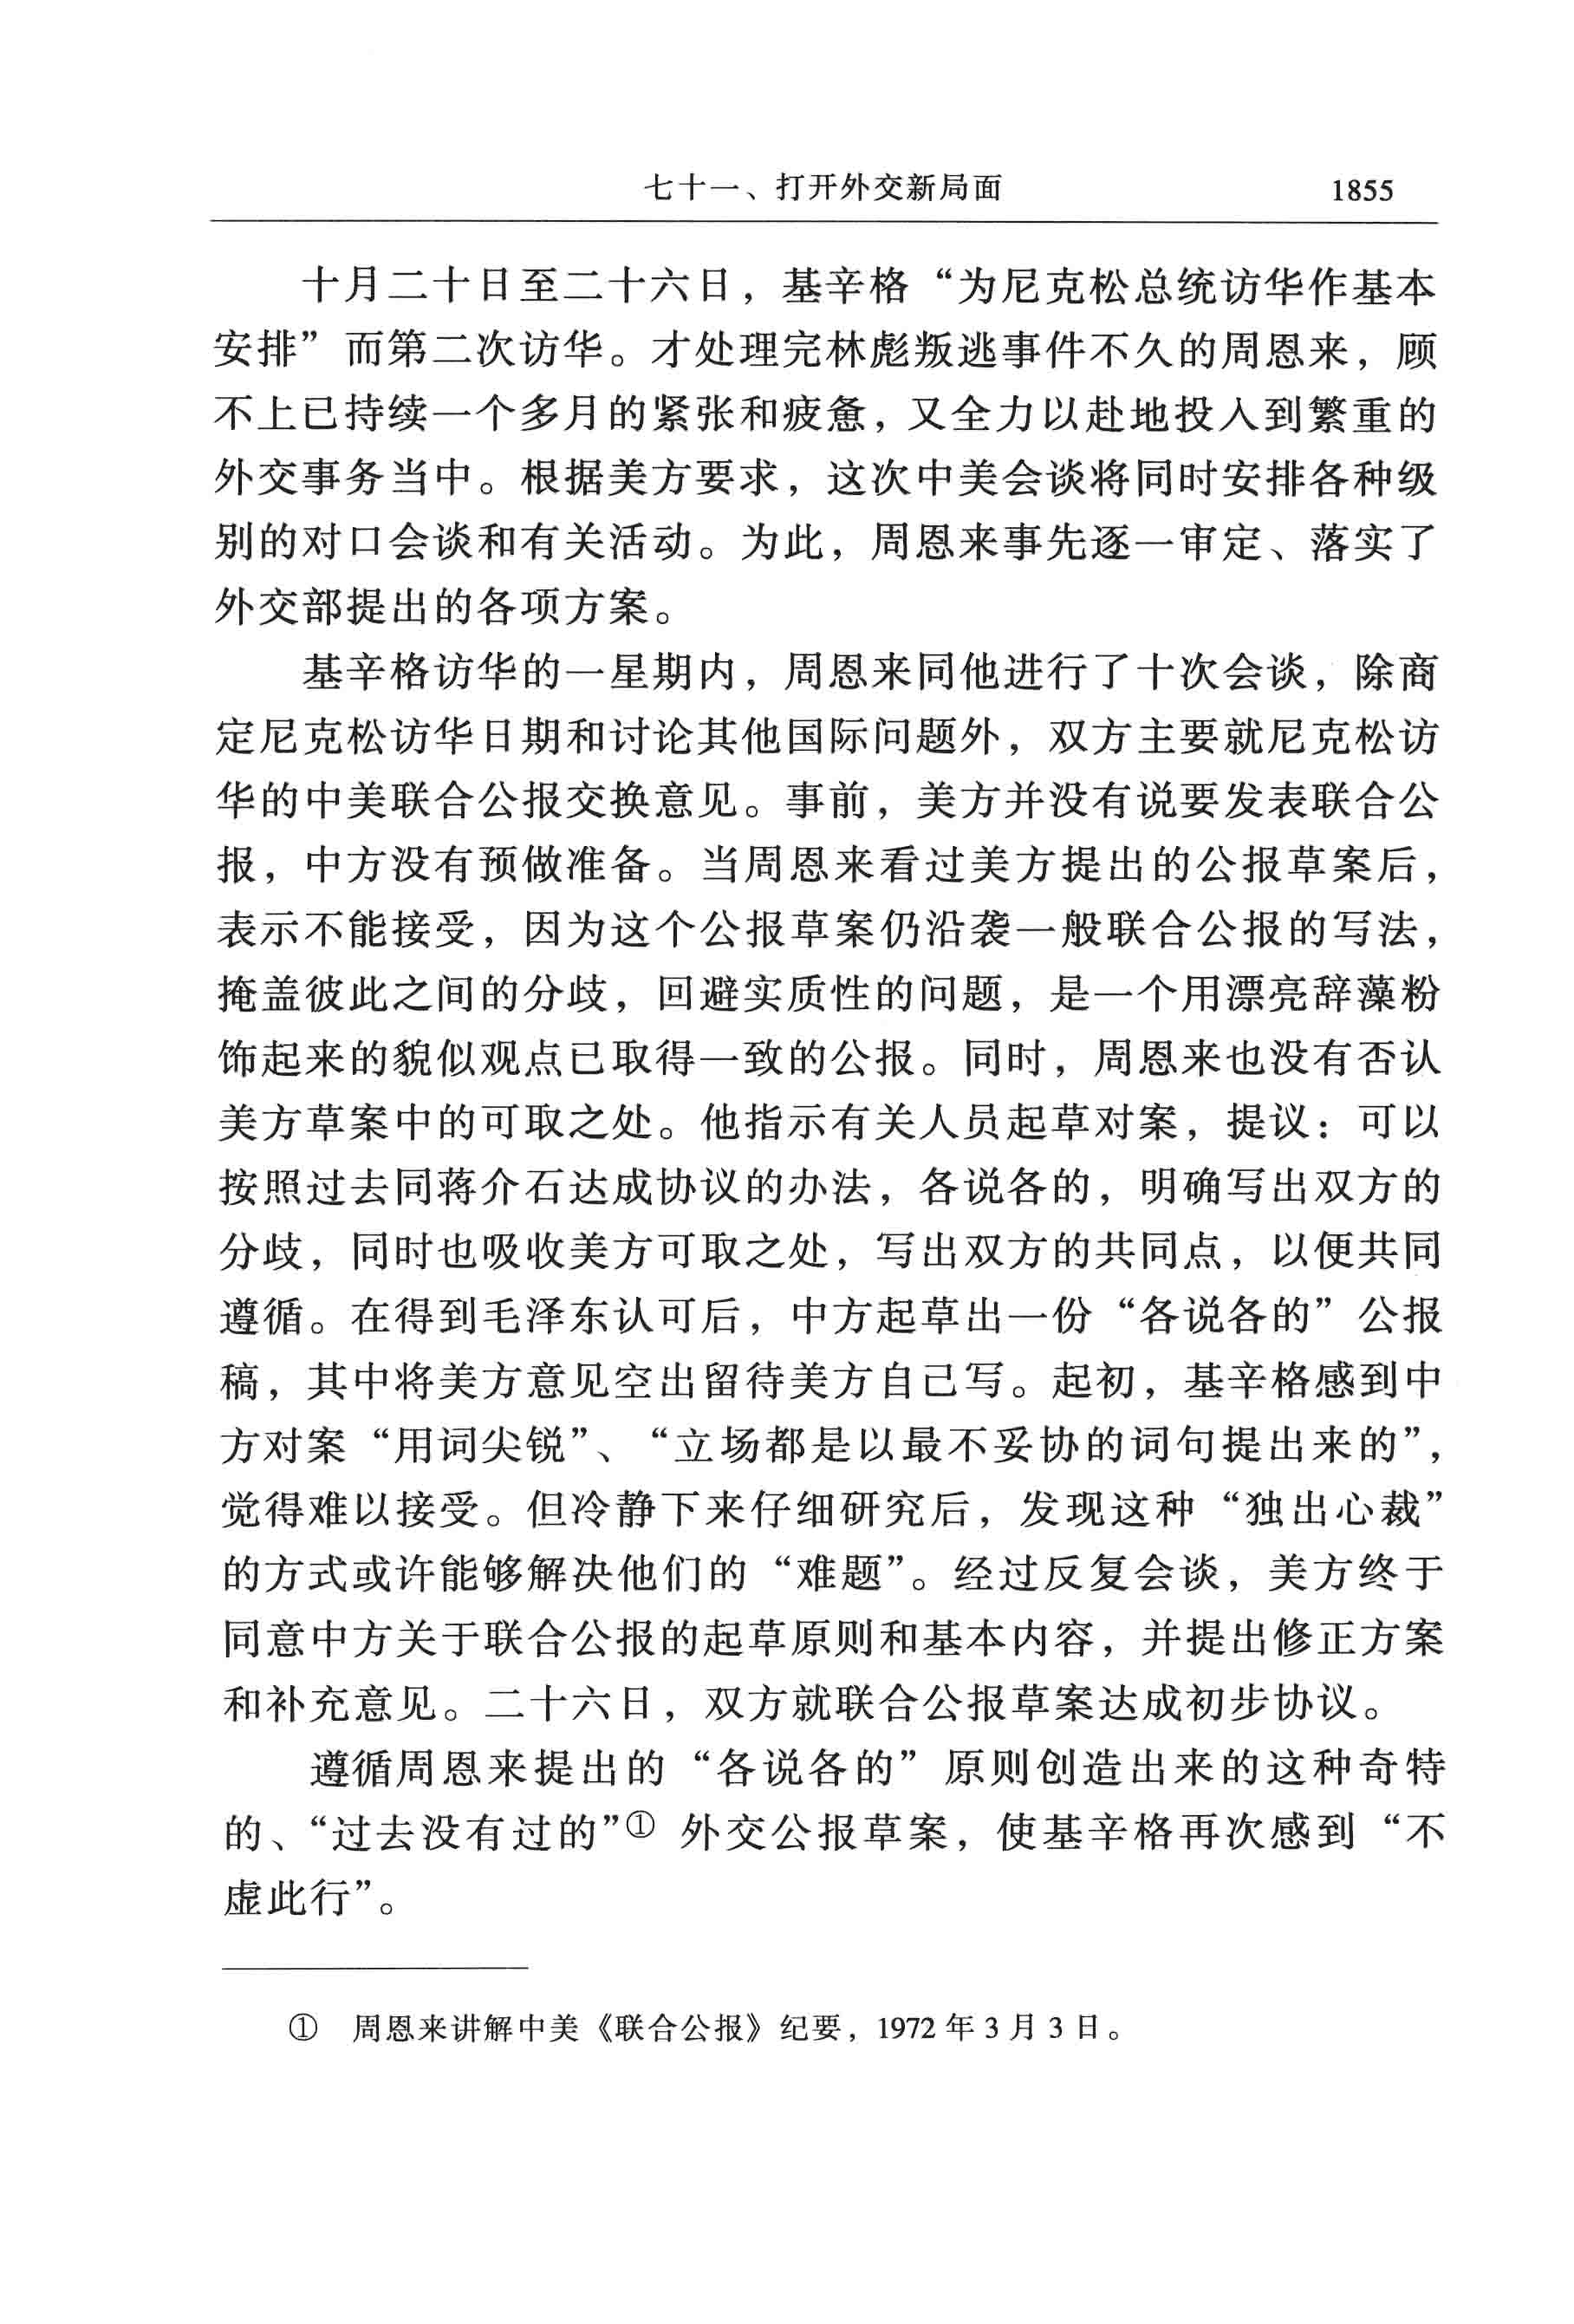 七十一、打开外交新局面 1855
十月二十日至二十六日，基辛格“为尼克松总统访华作基本
安排”而第二次访华。才处理完林彪叛逃事件不久的周恩来，顾
不上已持续一个多月的紧张和疲惫，又全力以赴地投入到繁重的
外交事务当中。根据美方要求，这次中美会谈将同时安排各种级
别的对口会谈和有关活动。为此，周恩来事先逐一审定、落实了
外交部提出的各项方案。
基辛格访华的一星期内，周恩来同他进行了十次会谈，除商
定尼克松访华日期和讨论其他国际问题外，双方主要就尼克松访
华的中美联合公报交换意见。事前，美方并没有说要发表联合公
报，中方没有预做准备。当周恩来看过美方提出的公报草案后，
表示不能接受，因为这个公报草案仍沿袭一般联合公报的写法，
掩盖彼此之间的分歧，回避实质性的问题，是一个用漂亮辞藻粉
饰起来的貌似观点已取得一致的公报。同时，周恩来也没有否认
美方草案中的可取之处。他指示有关人员起草对案，提议：可以
按照过去同蒋介石达成协议的办法，各说各的，明确写出双方的
分歧，同时也吸收美方可取之处，写出双方的共同点，以便共同
遵循。在得到毛泽东认可后，中方起草出一份“各说各的”公报
稿，其中将美方意见空出留待美方自己写。起初，基辛格感到中
方对案“用词尖锐”、“立场都是以最不妥协的词句提出来的”，
觉得难以接受。但冷静下来仔细研究后，发现这种“独出心裁”
的方式或许能够解决他们的“难题”。经过反复会谈，美方终于
同意中方关于联合公报的起草原则和基本内容，并提出修正方案
和补充意见。二十六日，双方就联合公报草案达成初步协议。
遵循周恩来提出的“各说各的”原则创造出来的这种奇特
的、“过去没有过的”① 外交公报草案，使基辛格再次感到“不
虚此行”。
① 周恩来讲解中美《联合公报》纪要，1972 年 3 月 3 日。